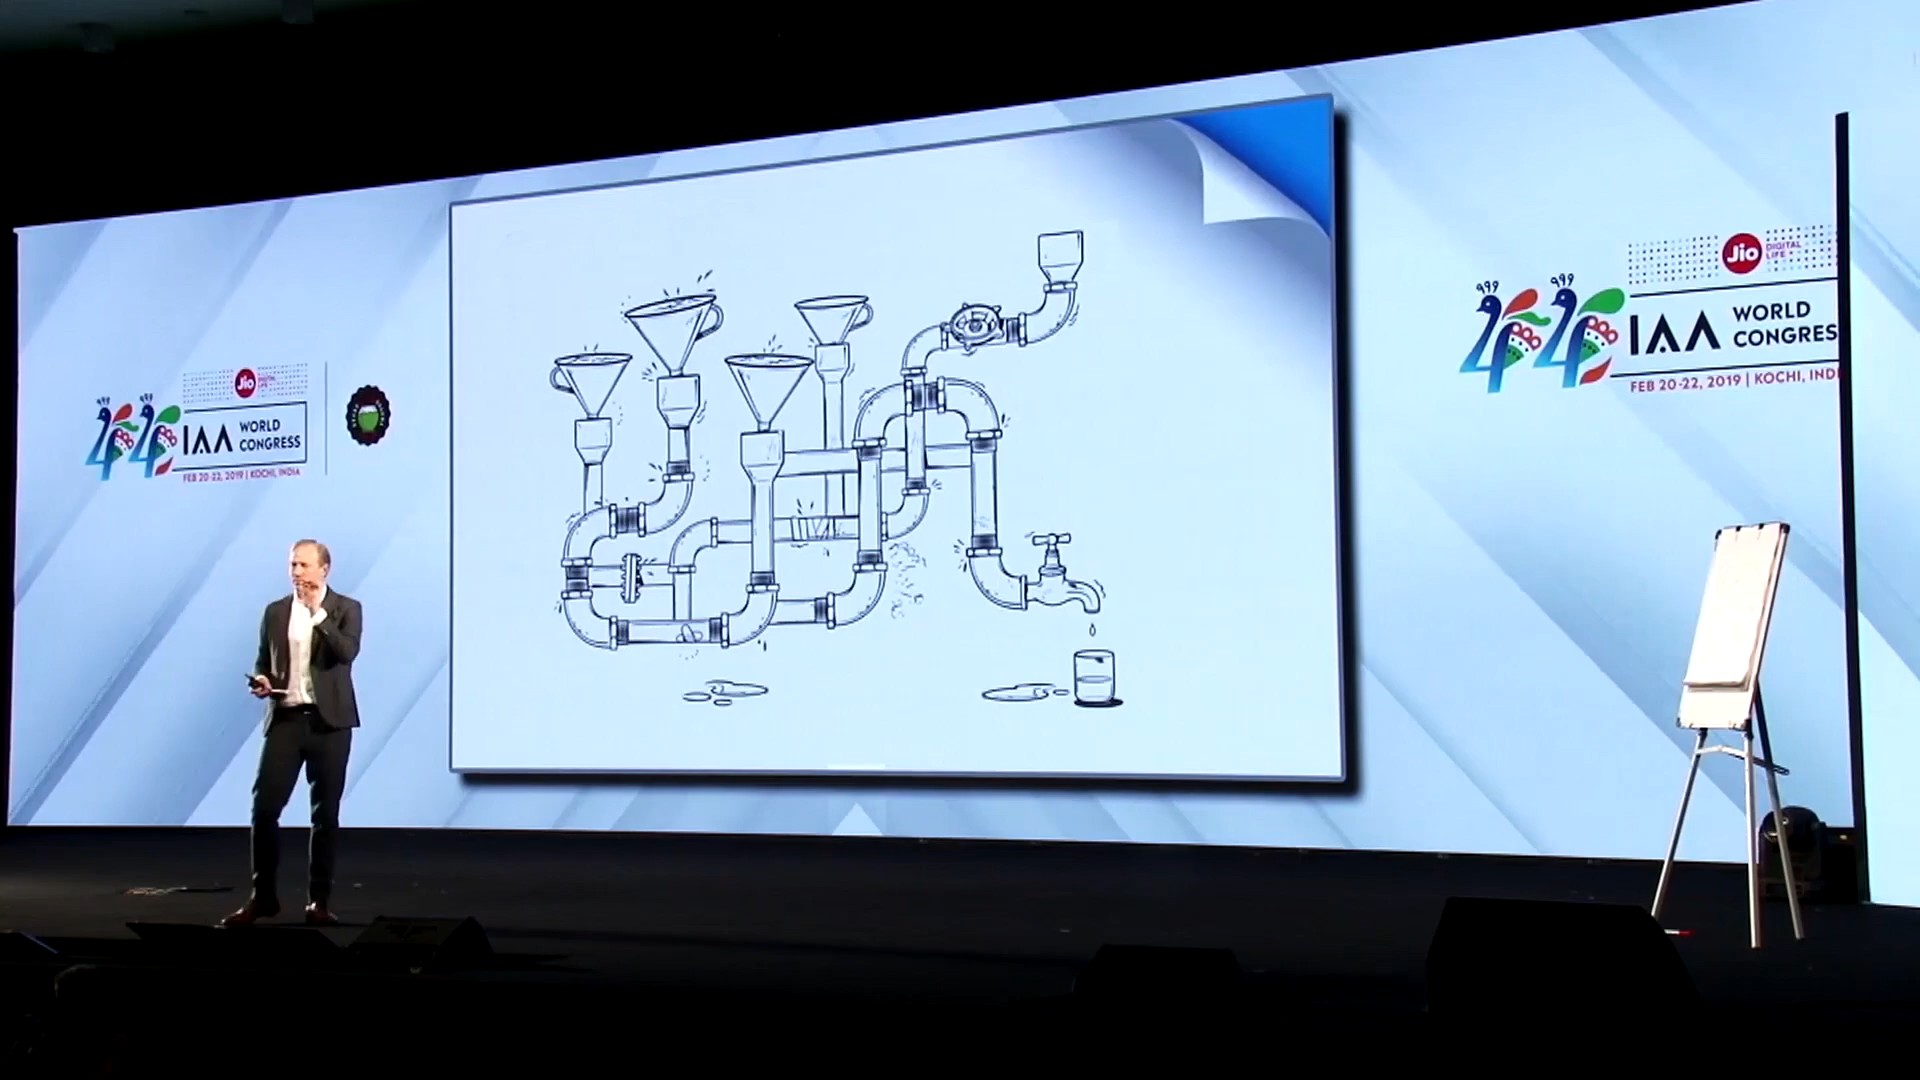 Jio DIGITAL LIFE
IAA WORLD CONGRESS
FEB 20-22, 2019 | KOCHI, INDIA
Jio DIGITAL LIFE
IAA WORLD CONGRES
FEB 20-22, 2019 | KOCHI, INDI